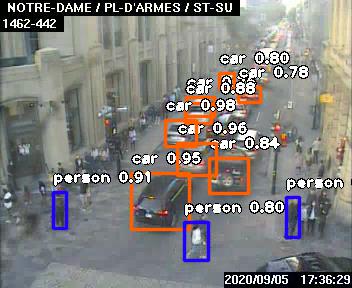 NOTRE-DAME / PL-D'ARMES / ST-SU
1462-442
car 0.80
car 0.78
car 0.88
car 0.98
car 0.96
car 0.84
car 0.95
person 0.91
person 0.80
person
2020/09/05 17:36:29